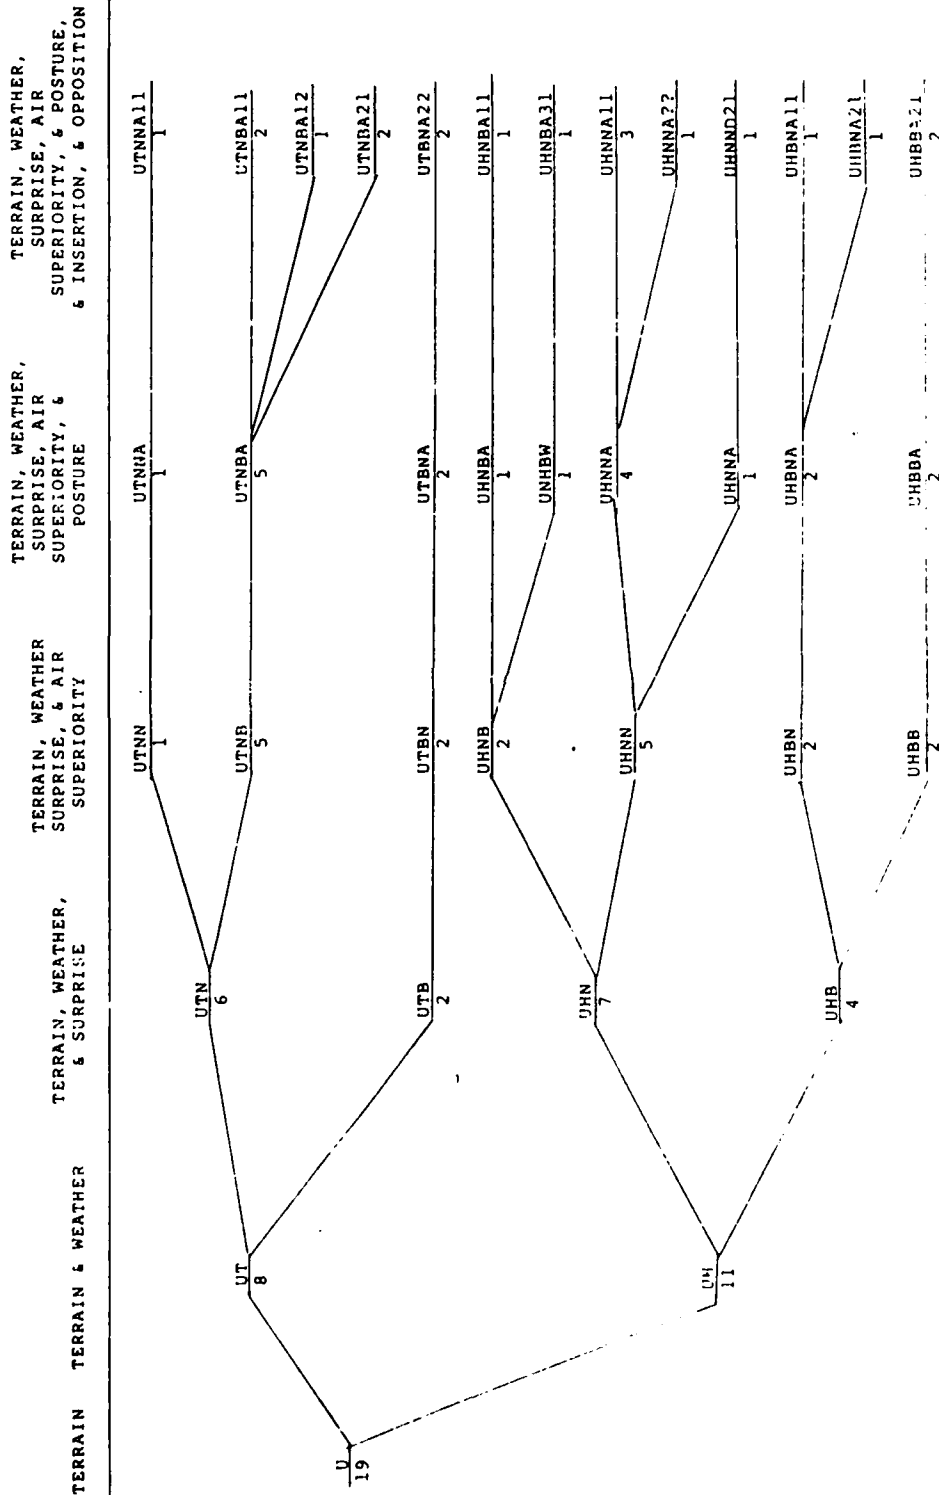 TERRAIN
TERRAIN & WEATHER
TERRAIN, WEATHER,
& SURPRISE
TERRAIN, WEATHER
SURPRISE, & AIR
SUPERIORITY
TERRAIN, WEATHER,
SURPRISE, AIR
SUPERIORITY, &
POSTURE
TERRAIN, WEATHER,
SURPRISE, AIR
SUPERIORITY, & POSTURE,
& INSERTION, & OPPOSITION
U
19
UT
8
UH
11
UTN
6
UTB
2
UHN
7
UHB
4
UTNN
1
UTNB
5
UTBN
2
UHNB
2
UHNN
5
UHBN
2
UHBB
2
UTNNA
1
UTNBA
5
UTBNA
2
UHNBA
1
UNHBW
1
UHNNA
4
UHNNA
1
UHBNA
2
UHBBA
2
UTNNA11
1
UTNBA11
2
UTNBA12
1
UTNBA21
2
UTBNA22
2
UHNBA11
1
UHNBA31
1
UHNNA11
3
UHNNA??
1
UHNND21
1
UHBNA11
1
UHBNA21
1
2